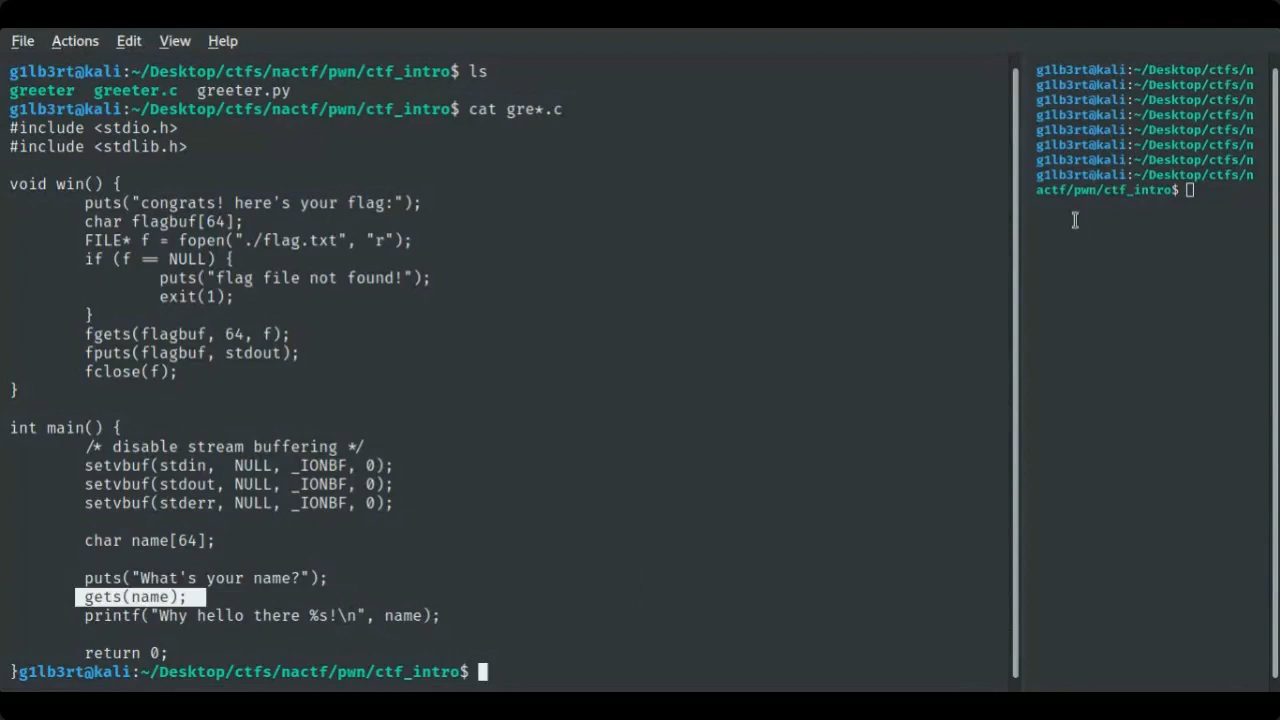 File Actions Edit View Help
g1lb3rt@kali:~/Desktop/ctfs/nactf/pwn/ctf_intro$ ls
greeter greeter.c greeter.py
g1lb3rt@kali:~/Desktop/ctfs/nactf/pwn/ctf_intro$ cat gre*.c
#include <stdio.h>
#include <stdlib.h>
void win() {
puts("congrats! here's your flag:");
char flagbuf[64];
FILE* f = fopen("./flag.txt", "r");
if (f == NULL) {
puts("flag file not found!");
exit(1);
}
fgets(flagbuf, 64, f);
fputs(flagbuf, stdout);
fclose(f);
}
int main() {
/* disable stream buffering */
setvbuf(stdin,  NULL, _IONBF, 0);
setvbuf(stdout, NULL, _IONBF, 0);
setvbuf(stderr, NULL, _IONBF, 0);
char name[64];
puts("What's your name?");
gets(name);
printf("Why hello there %s!\n", name);
return 0;
}g1lb3rt@kali:~/Desktop/ctfs/nactf/pwn/ctf_intro$
g1lb3rt@kali:~/Desktop/ctfs/n
g1lb3rt@kali:~/Desktop/ctfs/n
g1lb3rt@kali:~/Desktop/ctfs/n
g1lb3rt@kali:~/Desktop/ctfs/n
g1lb3rt@kali:~/Desktop/ctfs/n
g1lb3rt@kali:~/Desktop/ctfs/n
g1lb3rt@kali:~/Desktop/ctfs/n
g1lb3rt@kali:~/Desktop/ctfs/n
actf/pwn/ctf_intro$